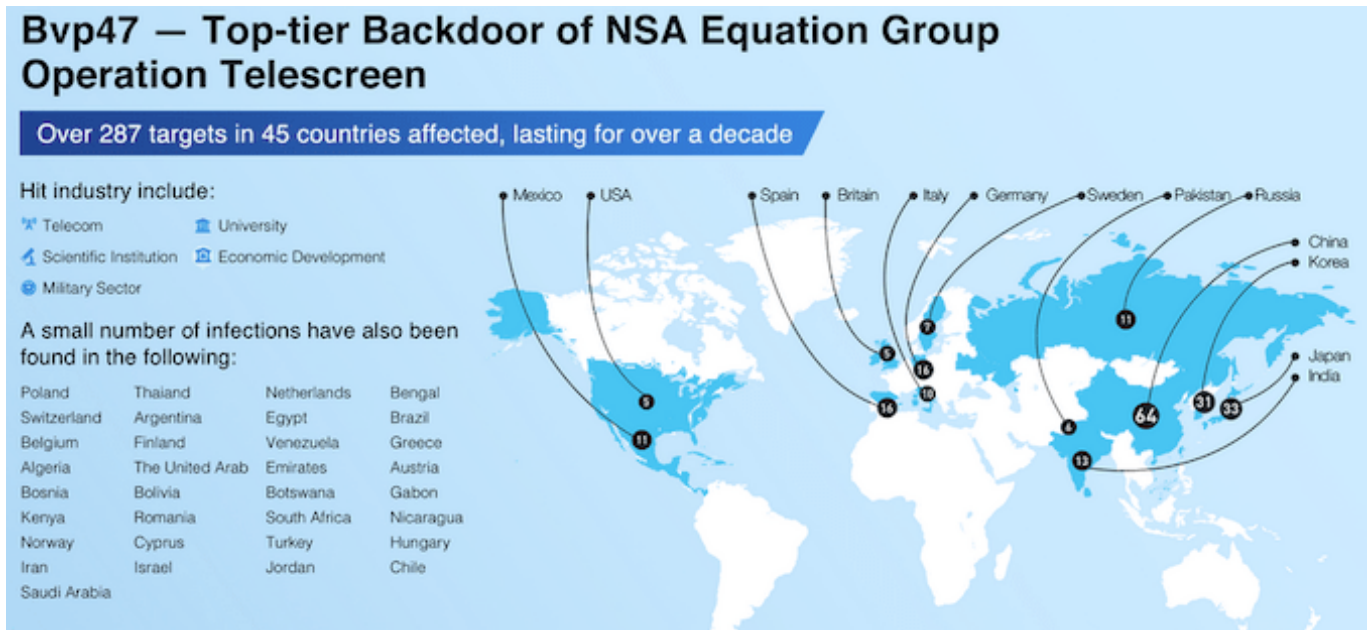 Bvp47 — Top-tier Backdoor of NSA Equation Group
Operation Telescreen
Over 287 targets in 45 countries affected, lasting for over a decade
Hit industry include:
Telecom University
Scientific Institution Economic Development
Military Sector
A small number of infections have also been
found in the following:
Poland Thaiand Netherlands Bengal
Switzerland Argentina Egypt Brazil
Belgium Finland Venezuela Greece
Algeria The United Arab Emirates Austria
Bosnia Bolivia Botswana Gabon
Kenya Romania South Africa Nicaragua
Norway Cyprus Turkey Hungary
Iran Israel Jordan Chile
Saudi Arabia
Mexico USA Spain Britain Italy Germany Sweden Pakistan Russia
China
Korea
Japan
India
11
7
5
16
10
16
5
11
64
31
33
6
13